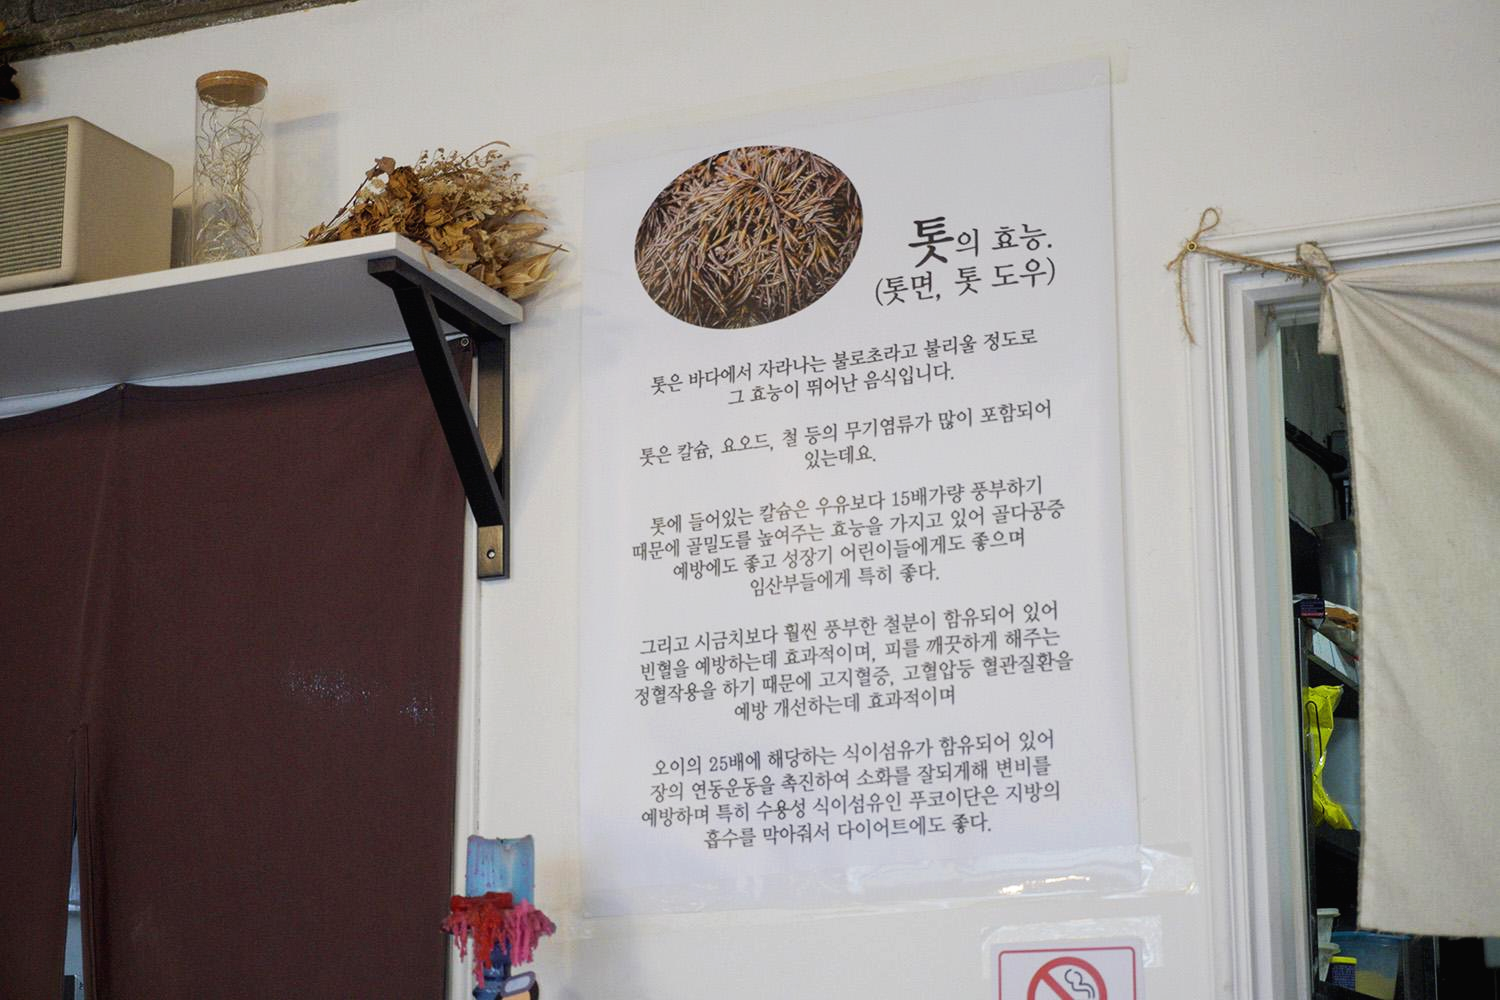 톳의 효능.
(톳면, 톳 도우)
톳은 바다에서 자라나는 불로초라고 불리울 정도로
그 효능이 뛰어난 음식입니다.
톳은 칼슘, 요오드, 철 등의 무기염류가 많이 포함되어
있는데요.
톳에 들어있는 칼슘은 우유보다 15배가량 풍부하기
때문에 골밀도를 높여주는 효능을 가지고 있어 골다공증
예방에도 좋고 성장기 어린이들에게도 좋으며
임산부들에게 특히 좋다.
그리고 시금치보다 훨씬 풍부한 철분이 함유되어 있어
빈혈을 예방하는데 효과적이며, 피를 깨끗하게 해주는
정혈작용을 하기 때문에 고지혈증, 고혈압등 혈관질환을
예방 개선하는데 효과적이며
오이의 25배에 해당하는 식이섬유가 함유되어 있어
장의 연동운동을 촉진하여 소화를 잘되게해 변비를
예방하며 특히 수용성 식이섬유인 푸코이단은 지방의
흡수를 막아줘서 다이어트에도 좋다.